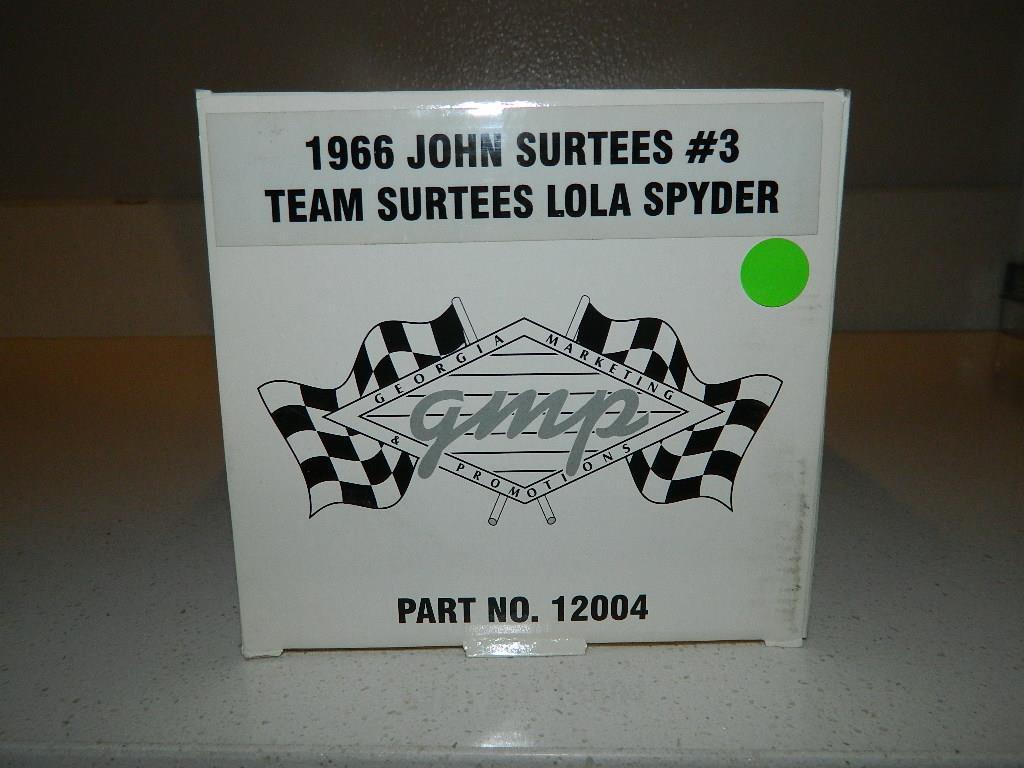 1966 JOHN SURTEES #3
TEAM SURTEES LOLA SPYDER
GEORGIA MARKETING
gmp
& PROMOTIONS
PART NO. 12004